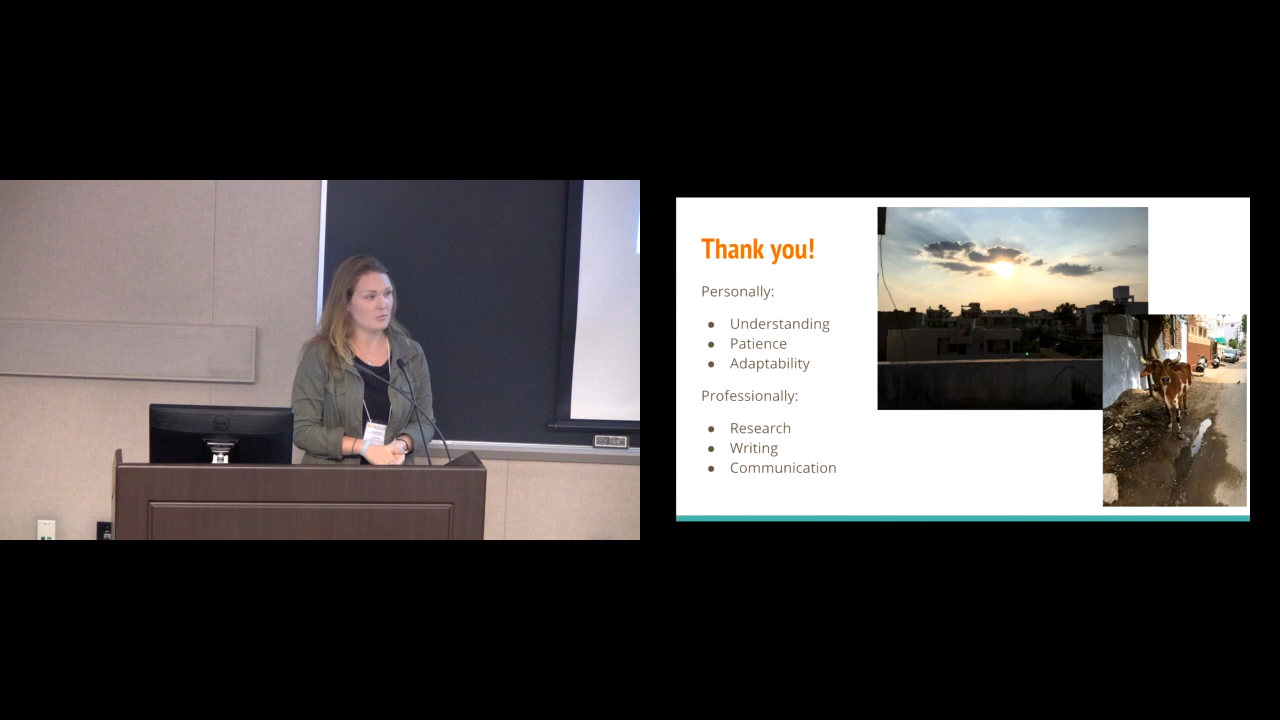 Thank you!
Personally:
● Understanding
● Patience
● Adaptability
Professionally:
● Research
● Writing
● Communication